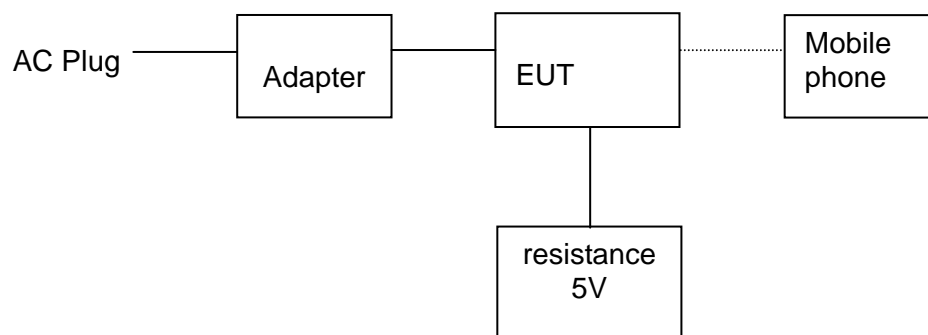 AC Plug
Adapter
EUT
Mobile
phone
resistance
5V